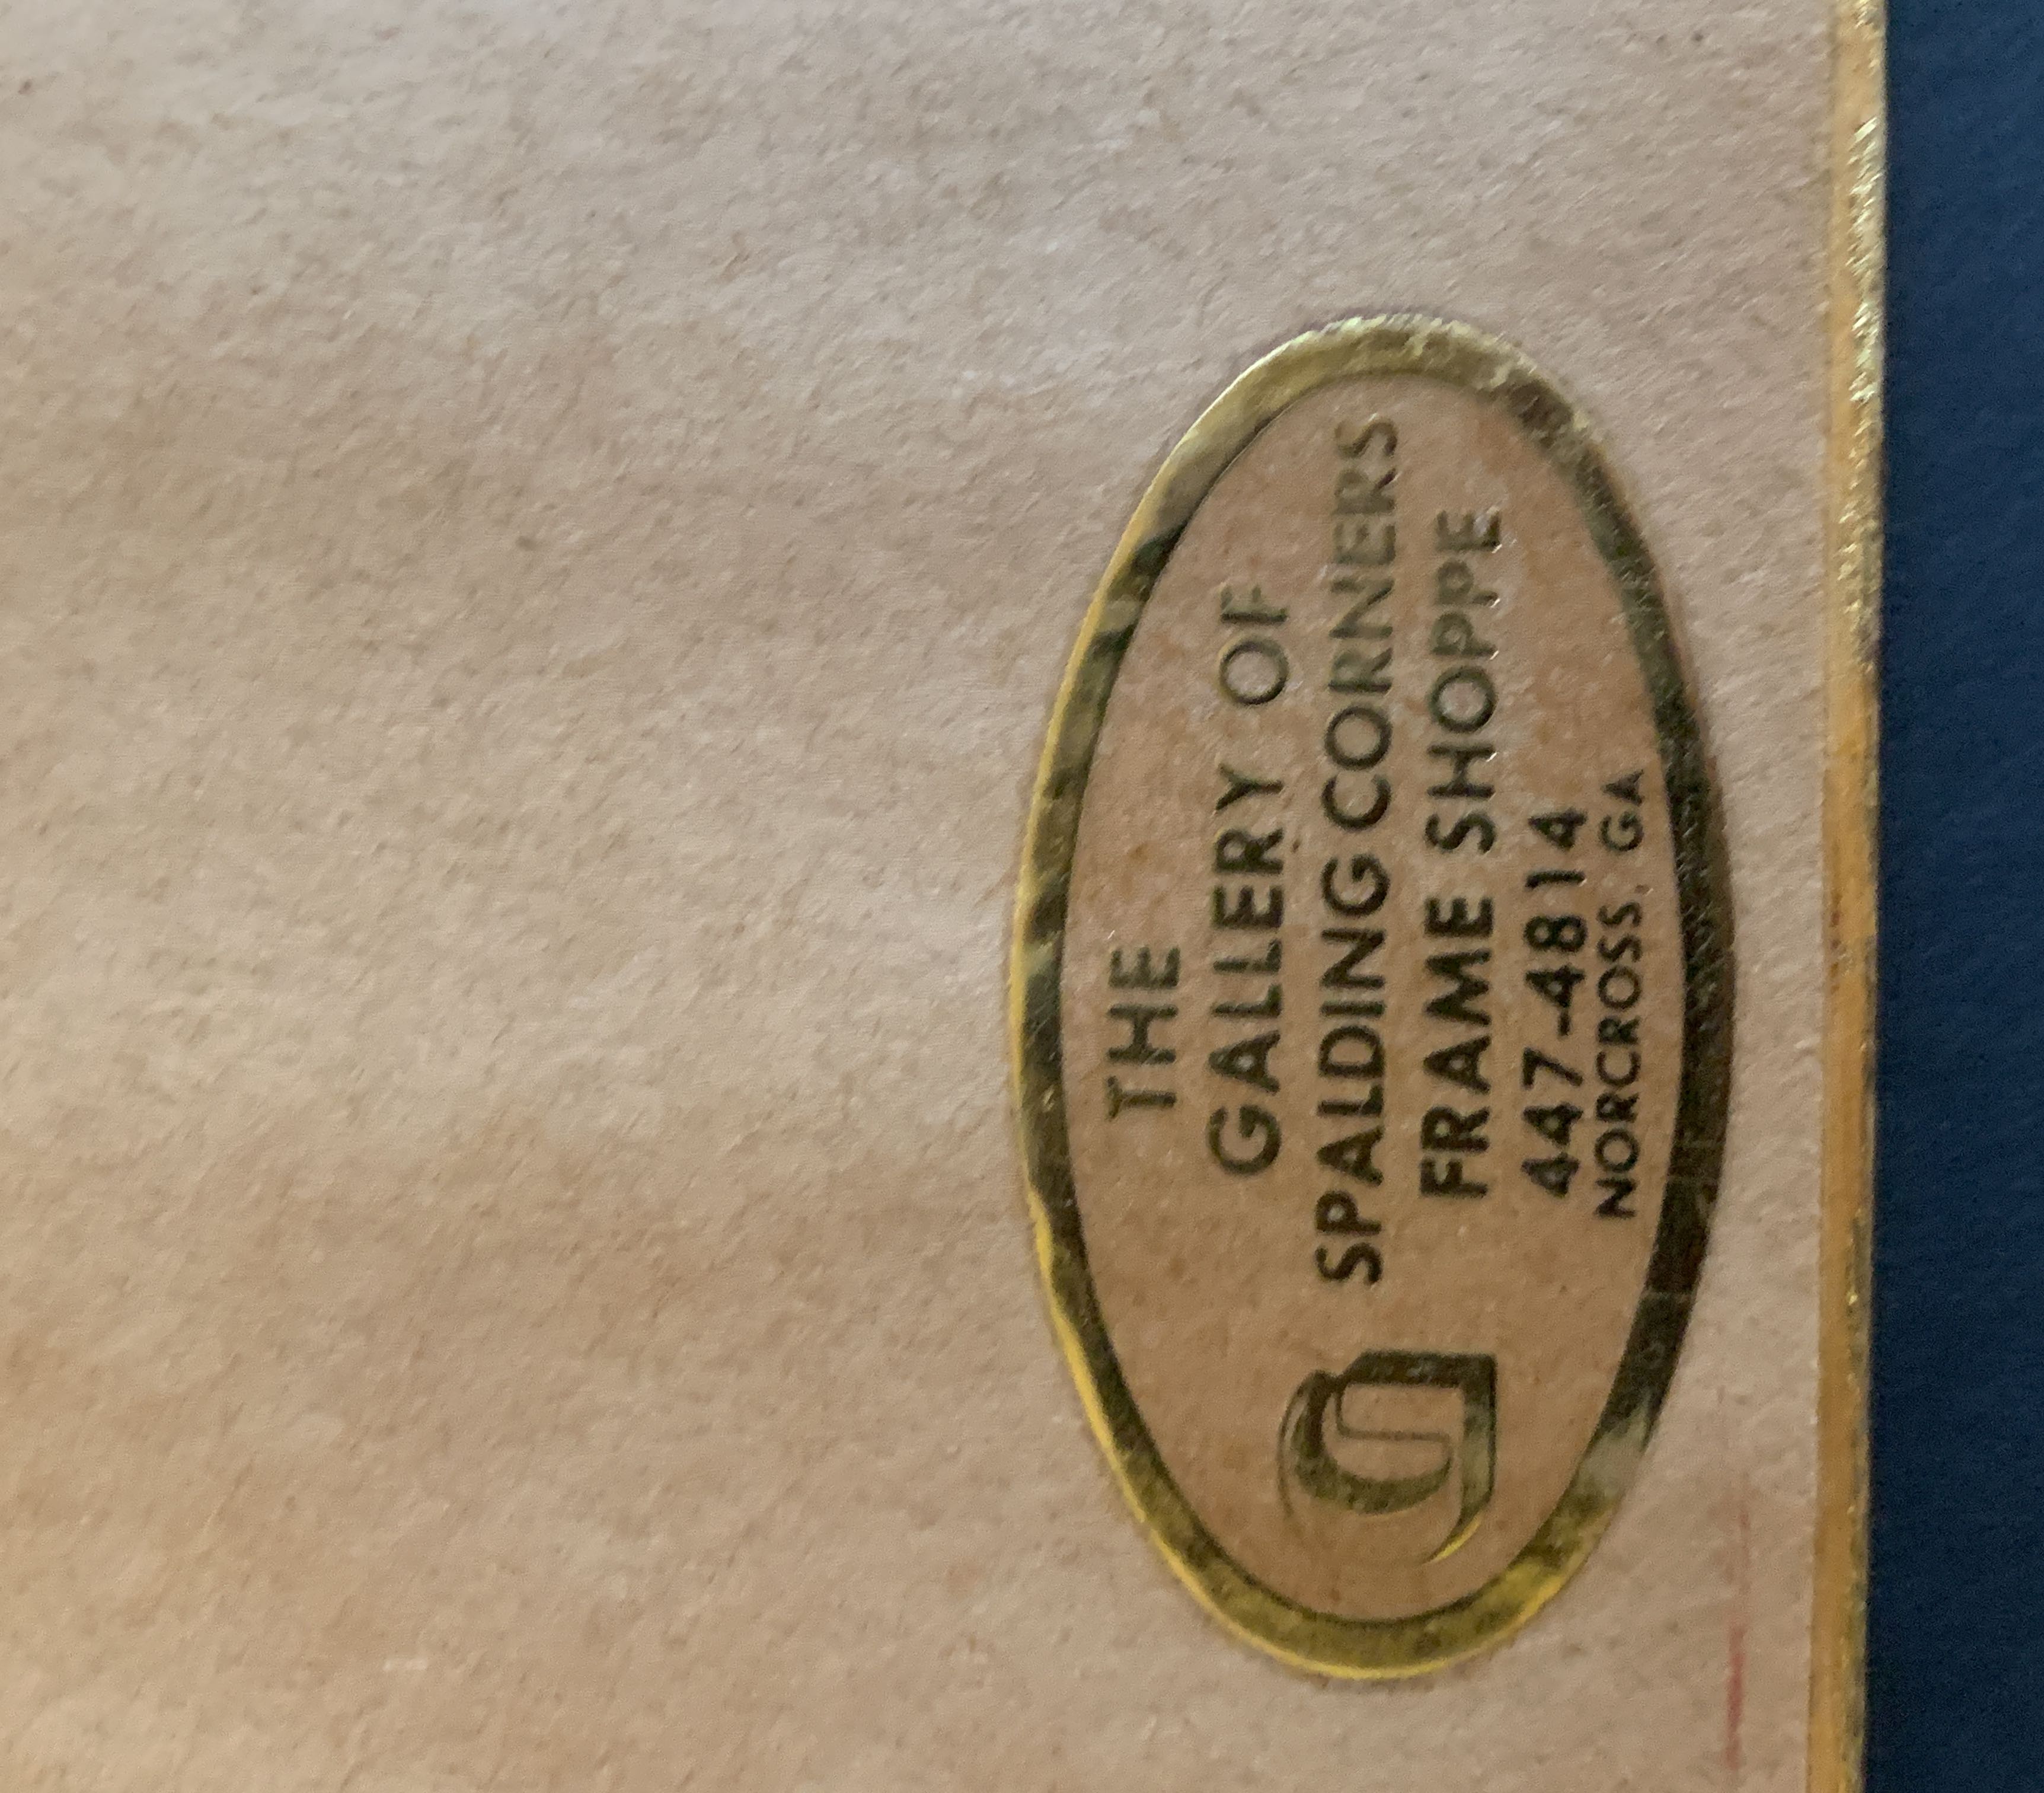 THE
GALLERY OF
SPALDING CORNERS
FRAME SHOPPE
447-4814
NORCROSS, GA